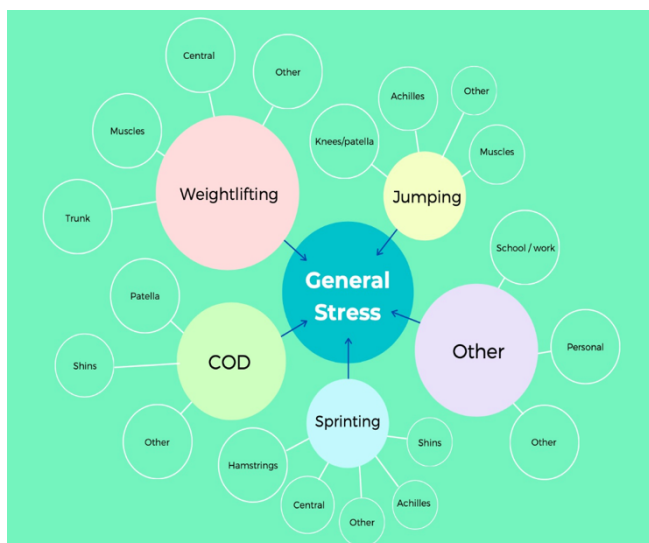 Central
Other
Muscles
Trunk
Weightlifting
Achilles
Other
Knees/patella
Muscles
Jumping
General
Stress
School / work
Personal
Other
Other
Patella
Shins
Other
COD
Sprinting
Hamstrings
Central
Other
Achilles
Shins